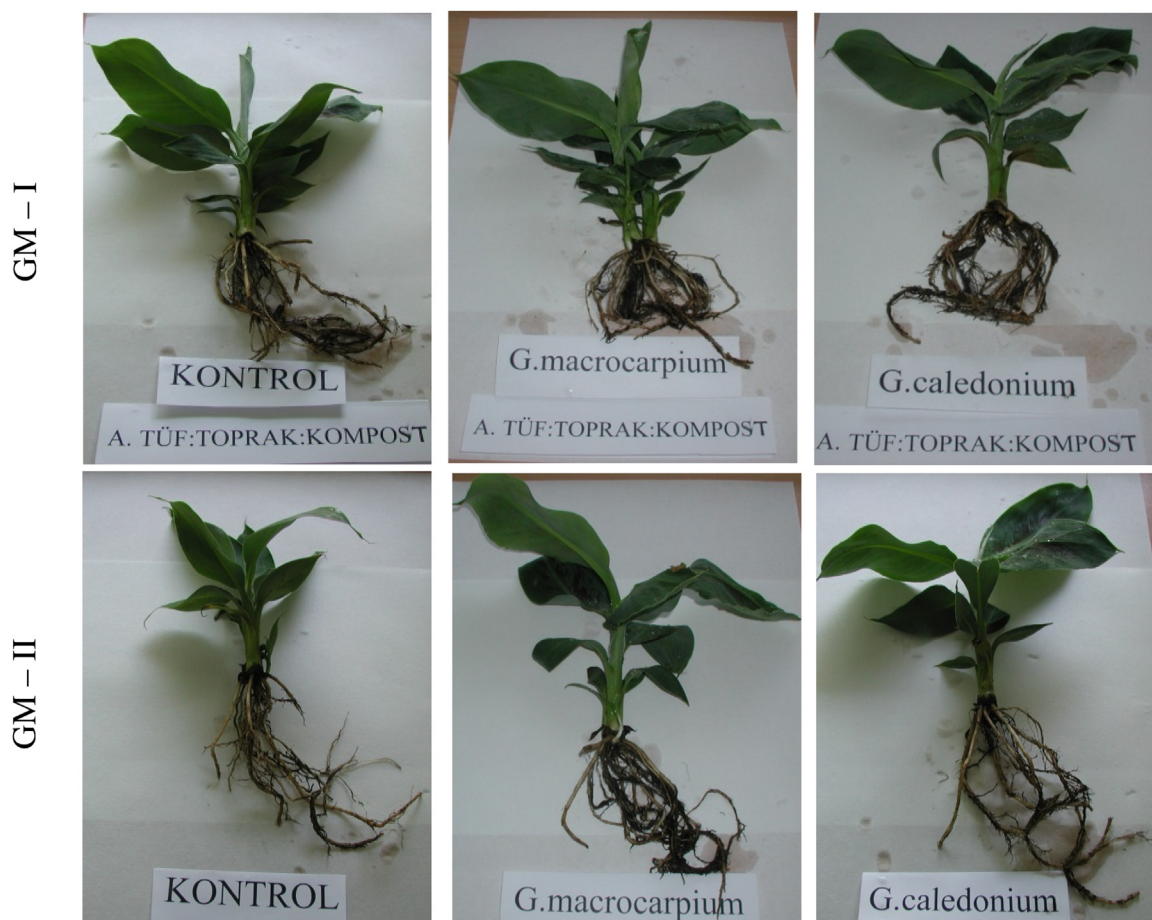 GM – I
KONTROL
A. TÜF:TOPRAK:KOMPOST
G.macrocarpium
A. TÜF:TOPRAK:KOMPOST
G.caledonium
A. TÜF:TOPRAK:KOMPOST
GM – II
KONTROL
G.macrocarpium
G.caledonium